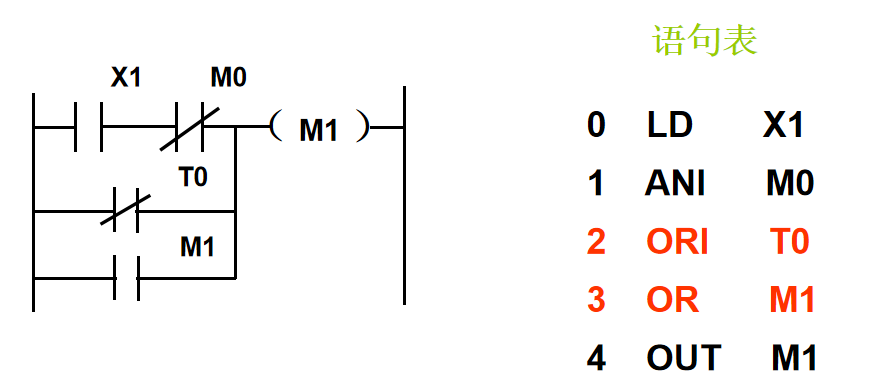 语句表
X1 M0
( M1 )
T0
M1
0 LD X1
1 ANI M0
2 ORI T0
3 OR M1
4 OUT M1